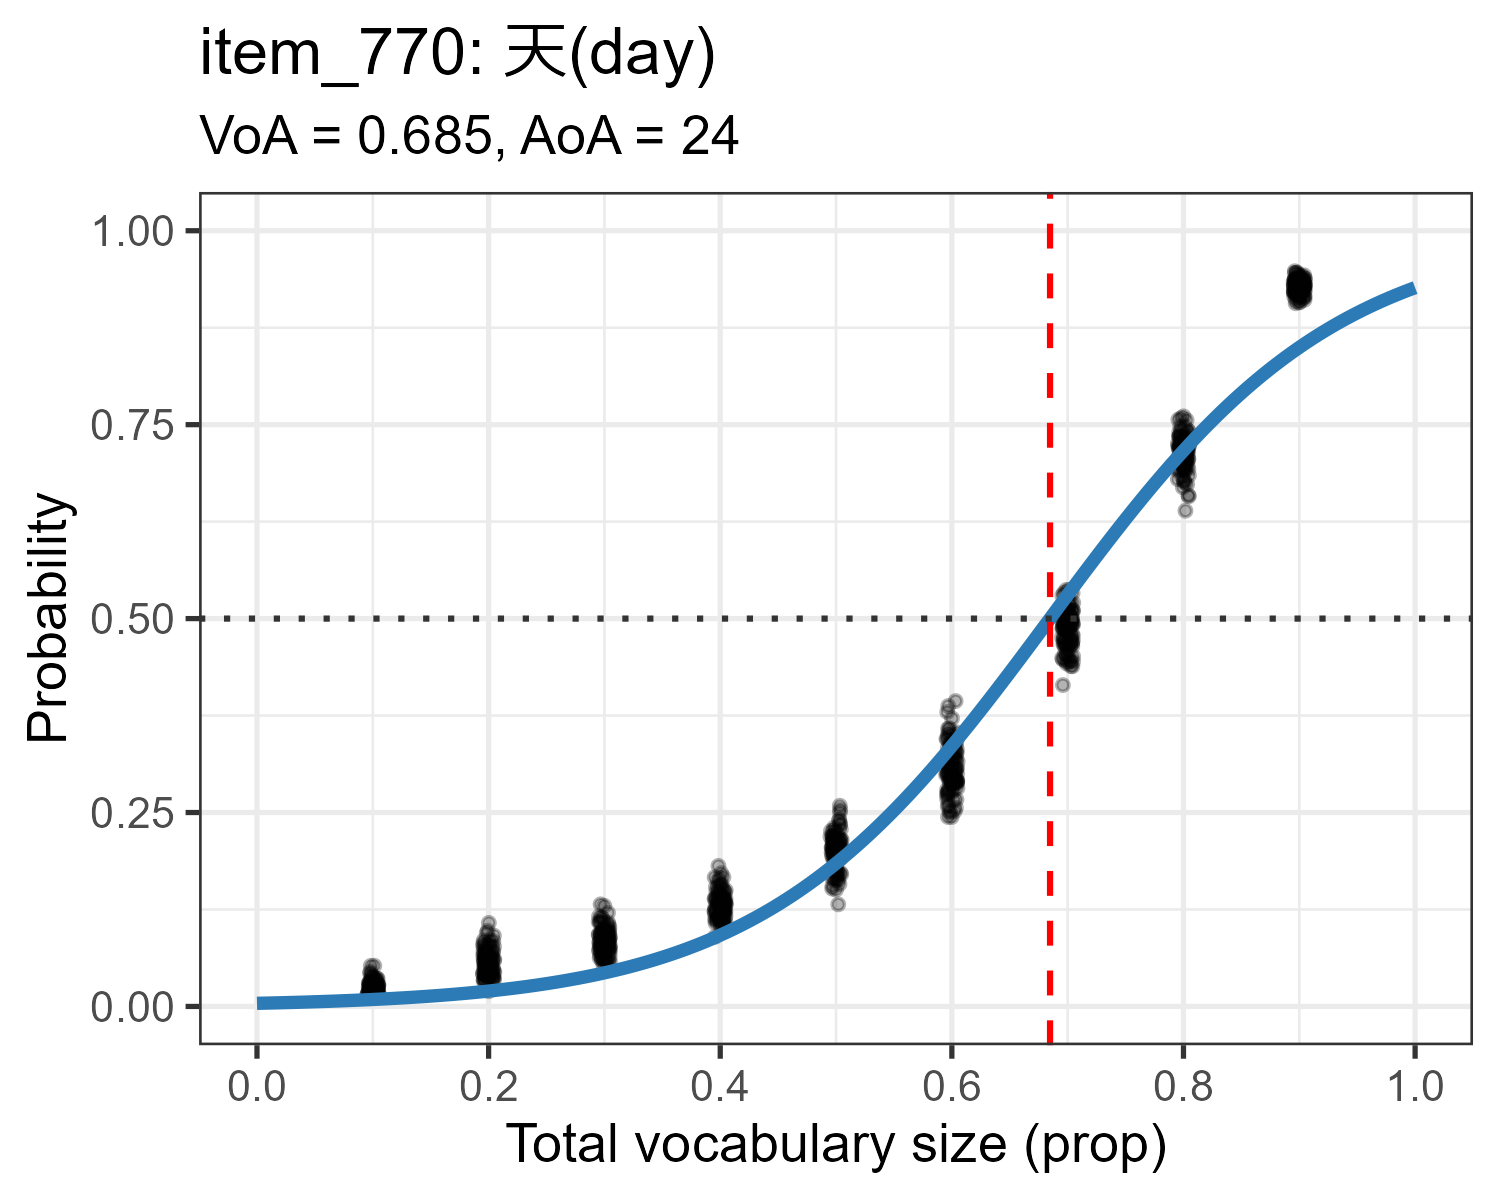 item_770: 天(day)
VoA = 0.685, AoA = 24
1.00
0.75
0.50
0.25
0.00
Probability
0.0 0.2 0.4 0.6 0.8 1.0
Total vocabulary size (prop)